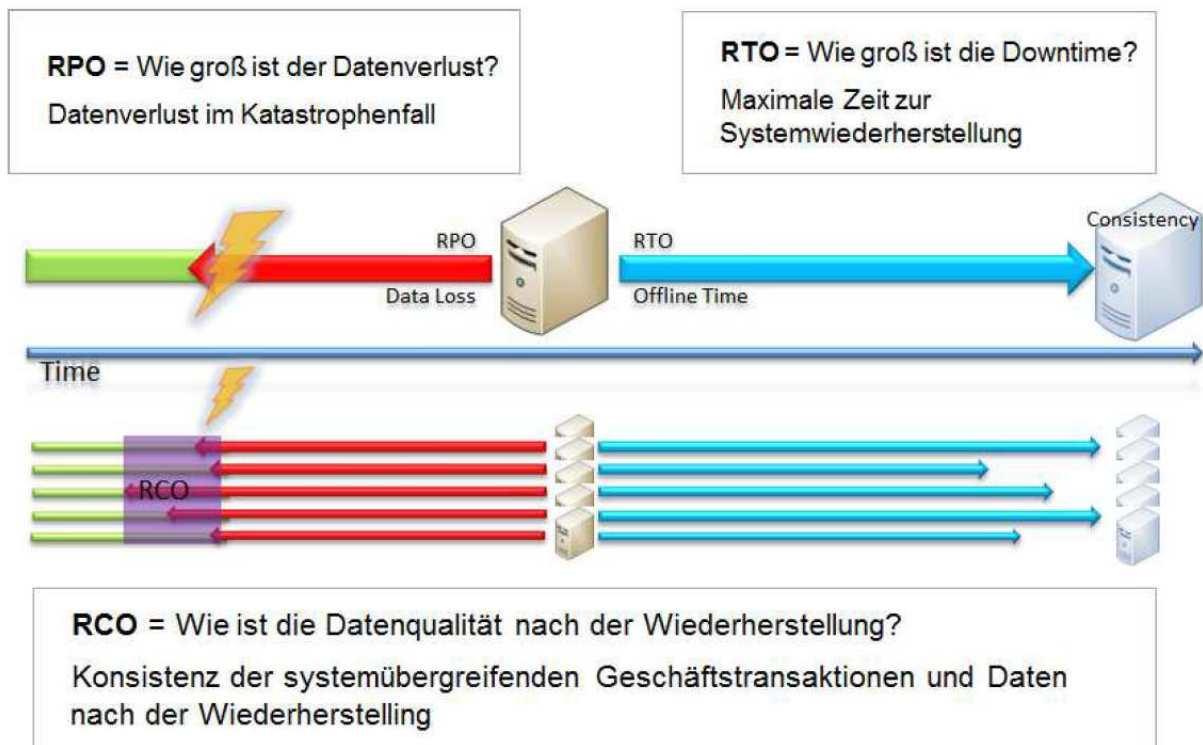 RPO = Wie groß ist der Datenverlust?
Datenverlust im Katastrophenfall
RTO = Wie groß ist die Downtime?
Maximale Zeit zur
Systemwiederherstellung
RPO
Data Loss
RTO
Offline Time
Consistency
Time
RCO
RCO = Wie ist die Datenqualität nach der Wiederherstellung?
Konsistenz der systemübergreifenden Geschäftstransaktionen und Daten
nach der Wiederherstelling